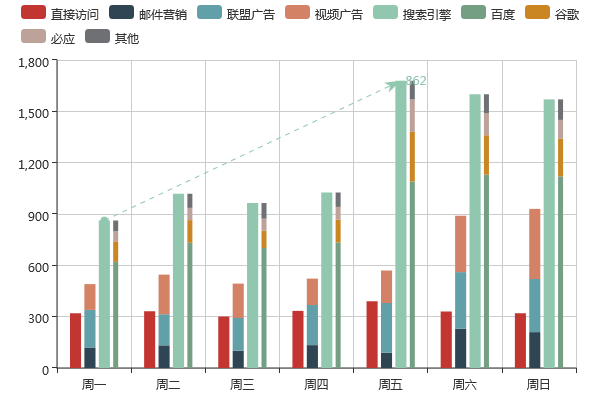 直接访问 邮件营销 联盟广告 视频广告 搜索引擎 百度 谷歌
必应 其他
1,800
862
1,500
1,200
900
600
300
0
周一 周二 周三 周四 周五 周六 周日